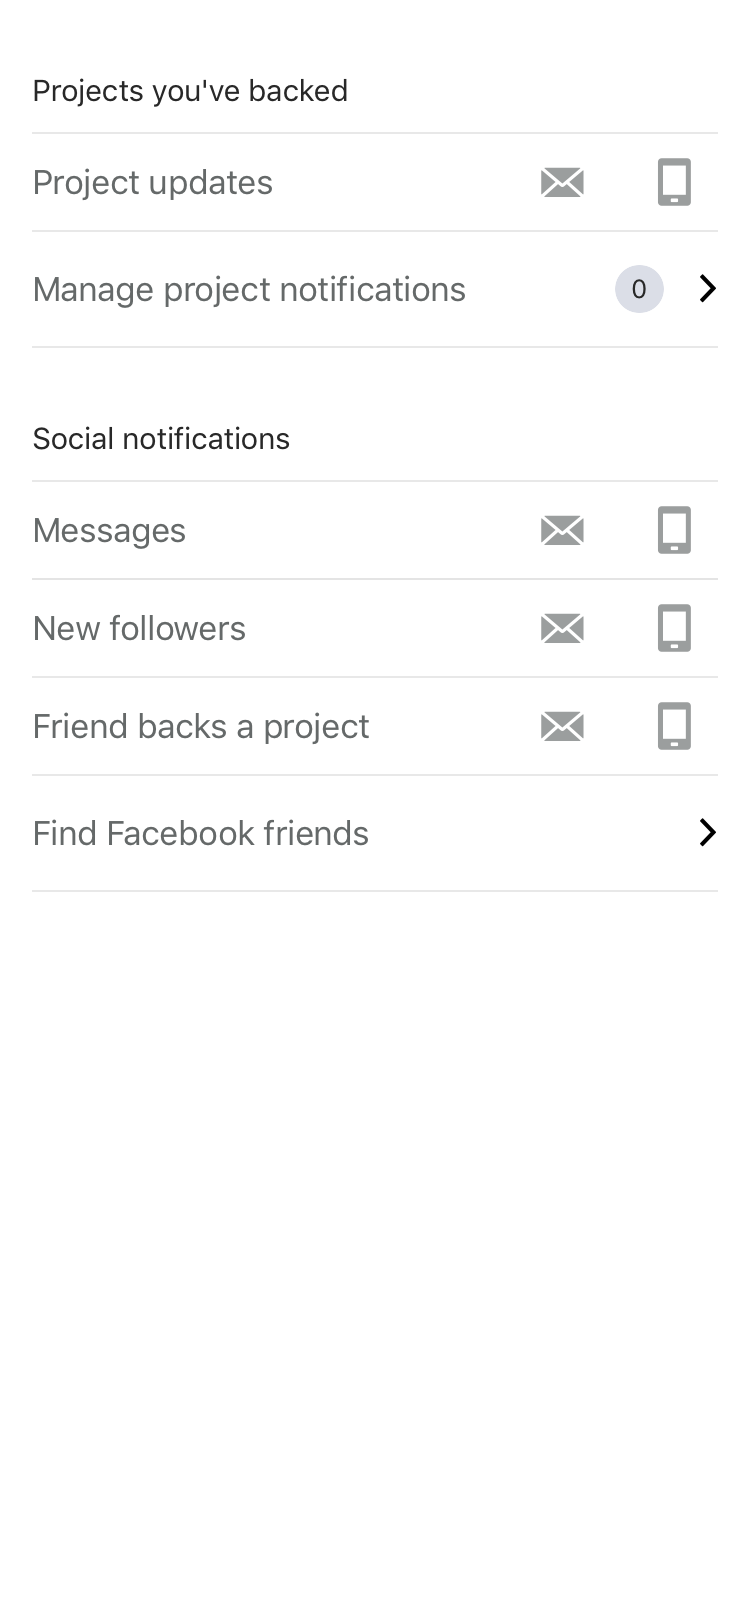 Projects you've backed
Project updates
Manage project notifications 0
Social notifications
Messages
New followers
Friend backs a project
Find Facebook friends